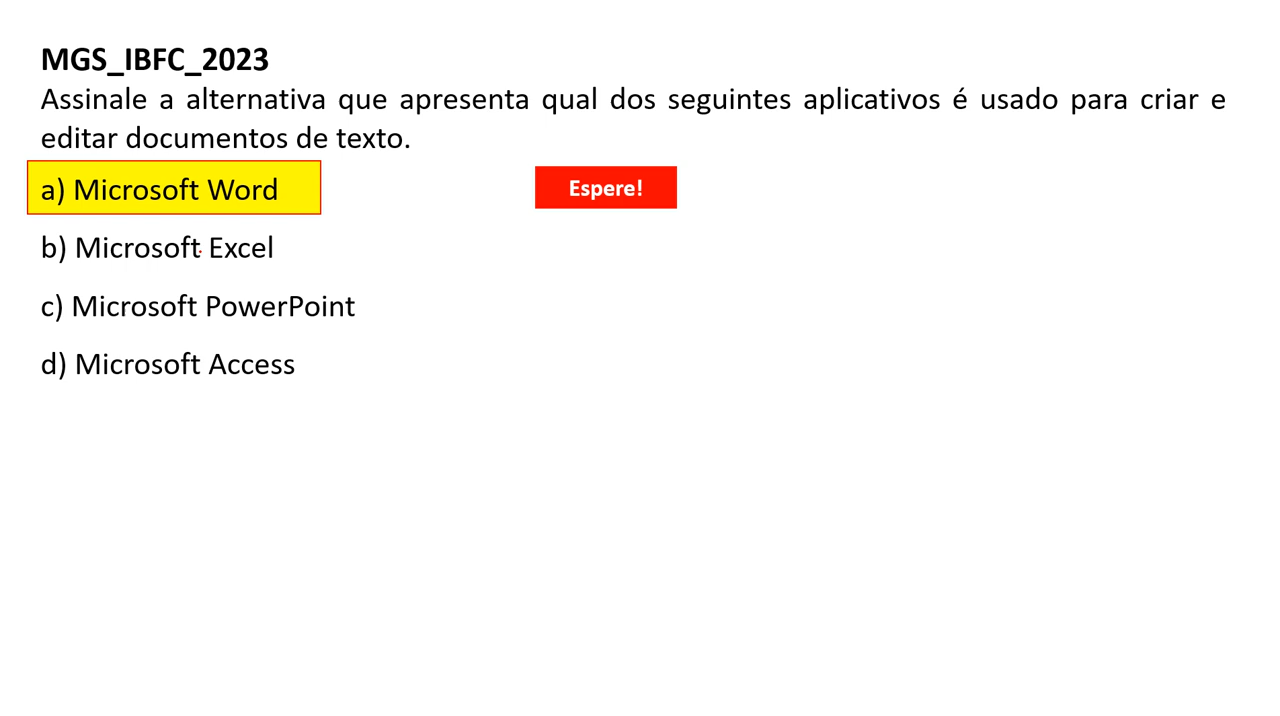 MGS_IBFC_2023
Assinale a alternativa que apresenta qual dos seguintes aplicativos é usado para criar e
editar documentos de texto.
a) Microsoft Word
Espere!
b) Microsoft Excel
c) Microsoft PowerPoint
d) Microsoft Access